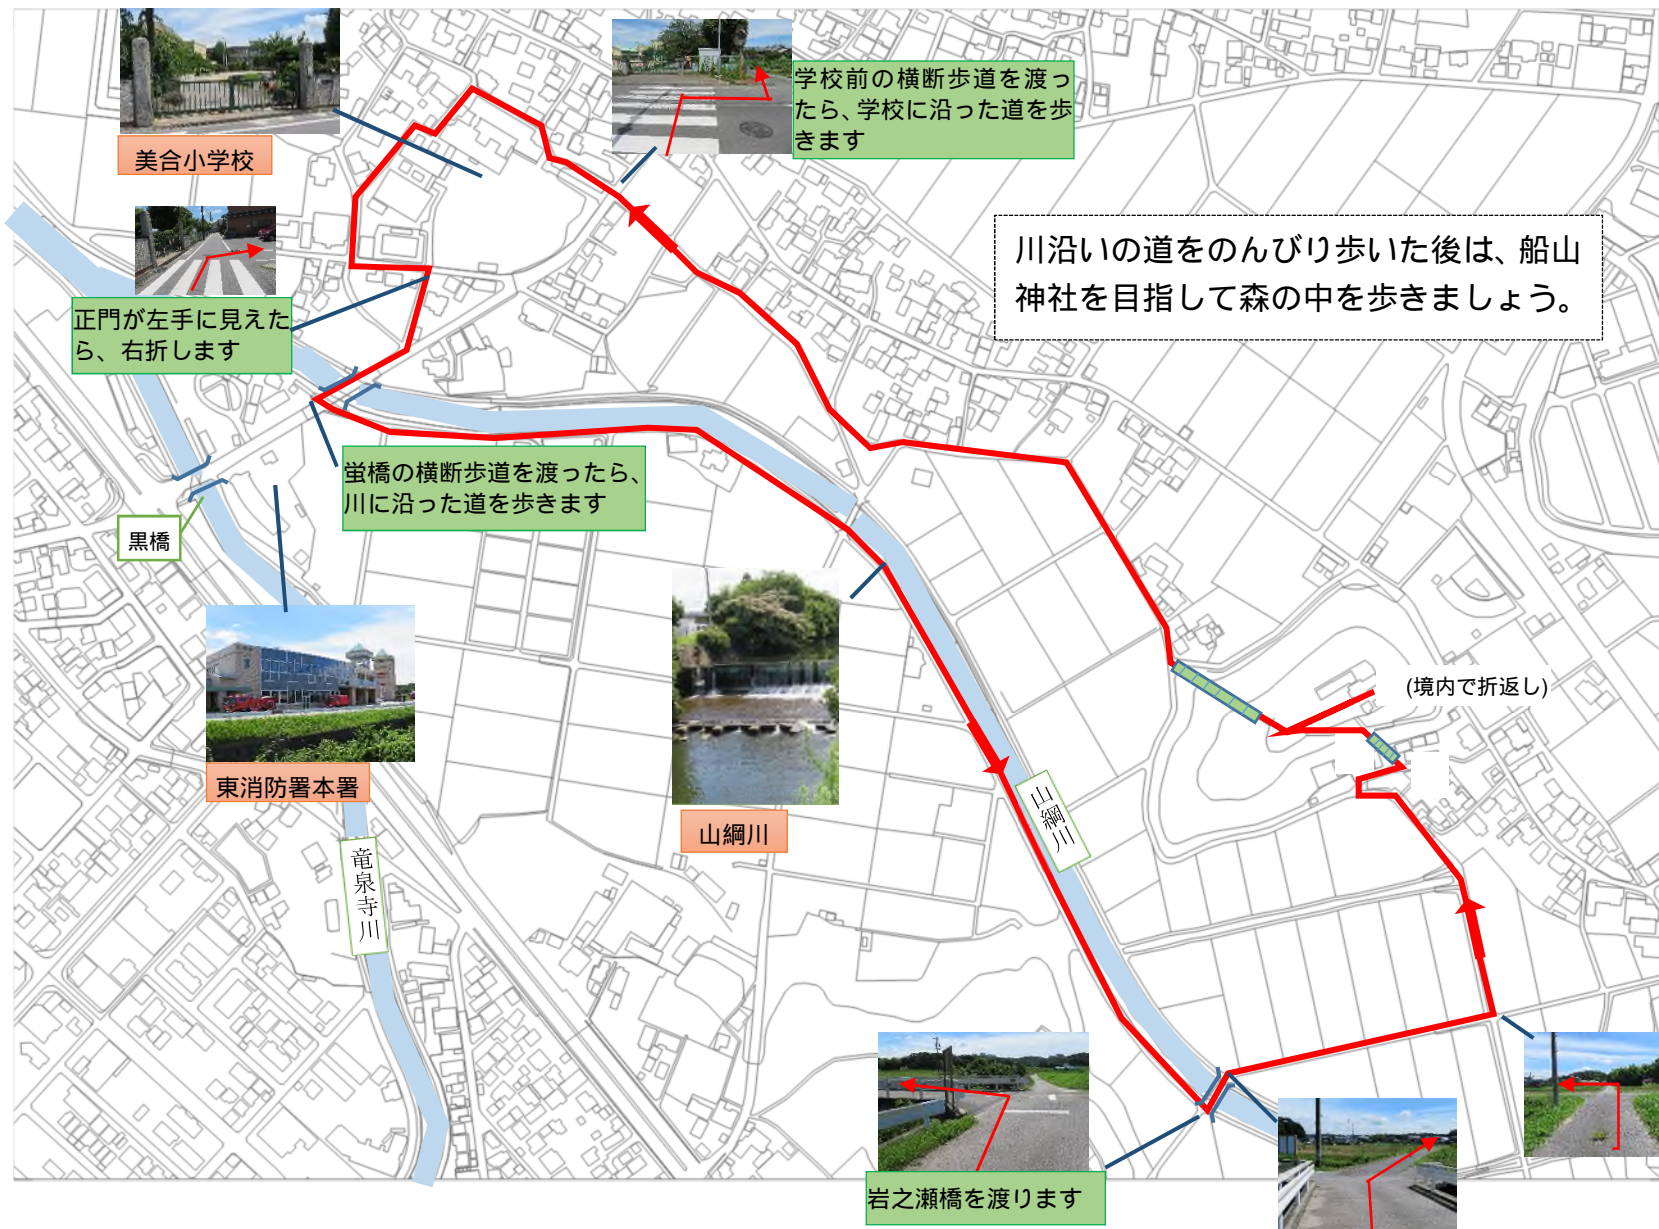 美合小学校
学校前の横断歩道を渡っ
たら、学校に沿った道を歩
きます
川沿いの道をのんびり歩いた後は、船山
神社を目指して森の中を歩きましょう。
正門が左手に見えた
ら、右折します
蛍橋の横断歩道を渡ったら、
川に沿った道を歩きます
黒橋
(境内で折返し)
東消防署本署
山綱川
山綱川
竜泉寺川
岩之瀬橋を渡ります